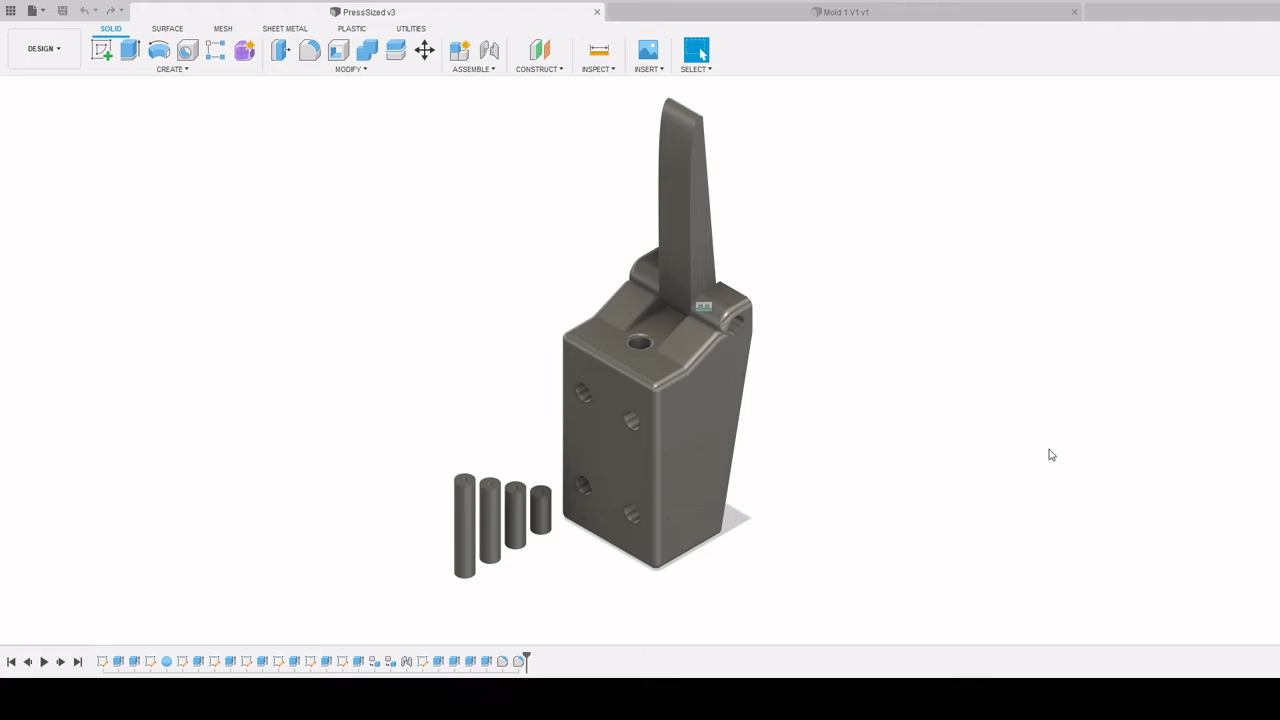 PressSized v3
Mold 1 V1 v1
SOLID SURFACE MESH SHEET METAL PLASTIC UTILITIES
DESIGN
CREATE MODIFY ASSEMBLE CONSTRUCT INSPECT INSERT SELECT